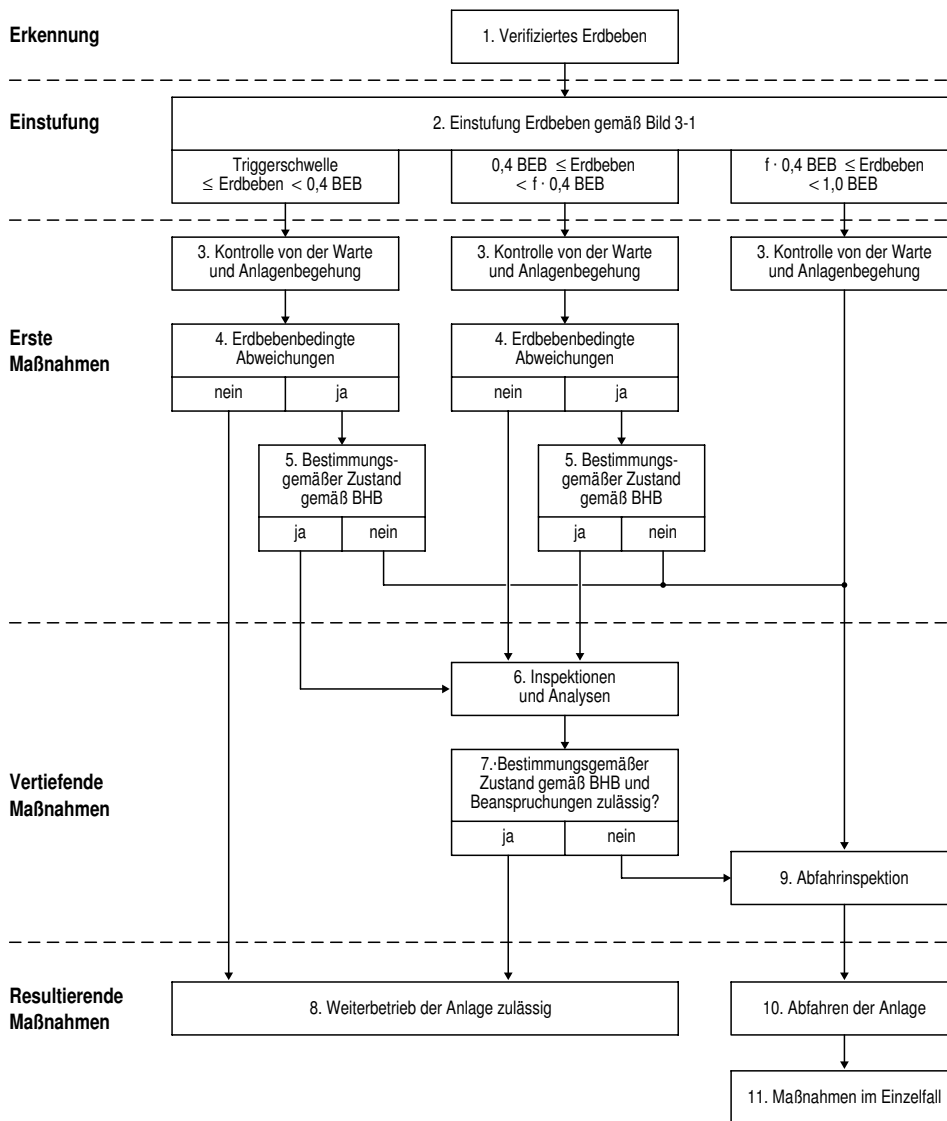 Erkennung
1. Verifiziertes Erdbeben
Einstufung
2. Einstufung Erdbeben gemäß Bild 3-1
Triggerschwelle
≤ Erdbeben < 0,4 BEB
0,4 BEB ≤ Erdbeben
< f · 0,4 BEB
f · 0,4 BEB ≤ Erdbeben
< 1,0 BEB
Erste
Maßnahmen
3. Kontrolle von der Warte
und Anlagenbegehung
3. Kontrolle von der Warte
und Anlagenbegehung
3. Kontrolle von der Warte
und Anlagenbegehung
4. Erdbebenbedingte
Abweichungen
nein
ja
4. Erdbebenbedingte
Abweichungen
nein
ja
5. Bestimmungs-
gemäßer Zustand
gemäß BHB
ja
nein
5. Bestimmungs-
gemäßer Zustand
gemäß BHB
ja
nein
Vertiefende
Maßnahmen
6. Inspektionen
und Analysen
7.·Bestimmungsgemäßer
Zustand gemäß BHB und
Beanspruchungen zulässig?
ja
nein
9. Abfahrinspektion
Resultierende
Maßnahmen
8. Weiterbetrieb der Anlage zulässig
10. Abfahren der Anlage
11. Maßnahmen im Einzelfall